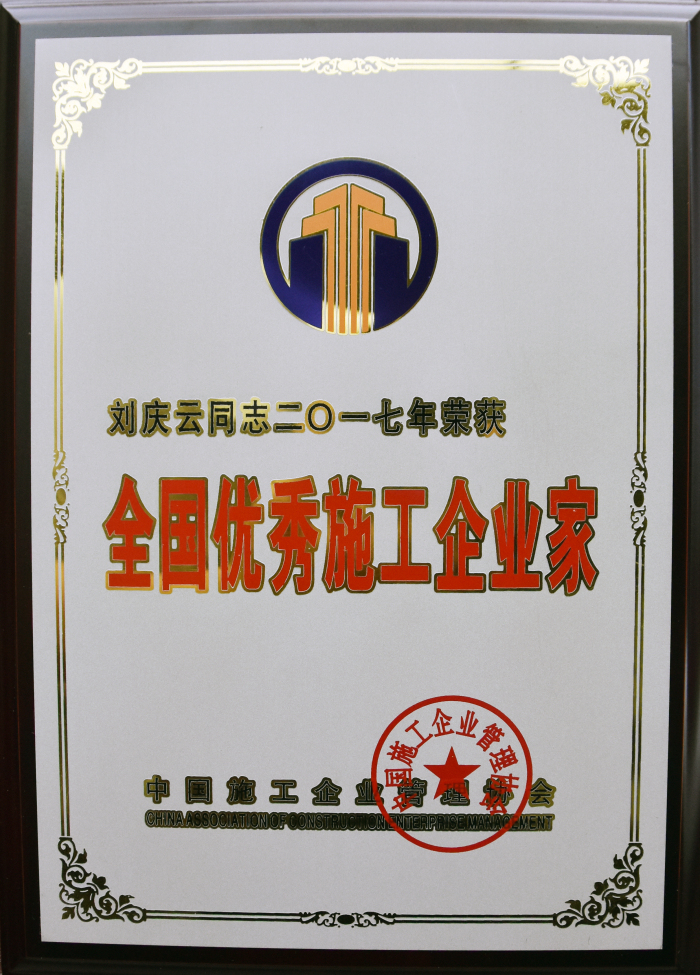 刘庆云同志二〇一七年荣获
全国优秀施工企业家
中国施工企业管理协会
中国施工企业管理协会
CHINA ASSOCIATION OF CONSTRUCTION ENTERPRISE MANAGEMENT